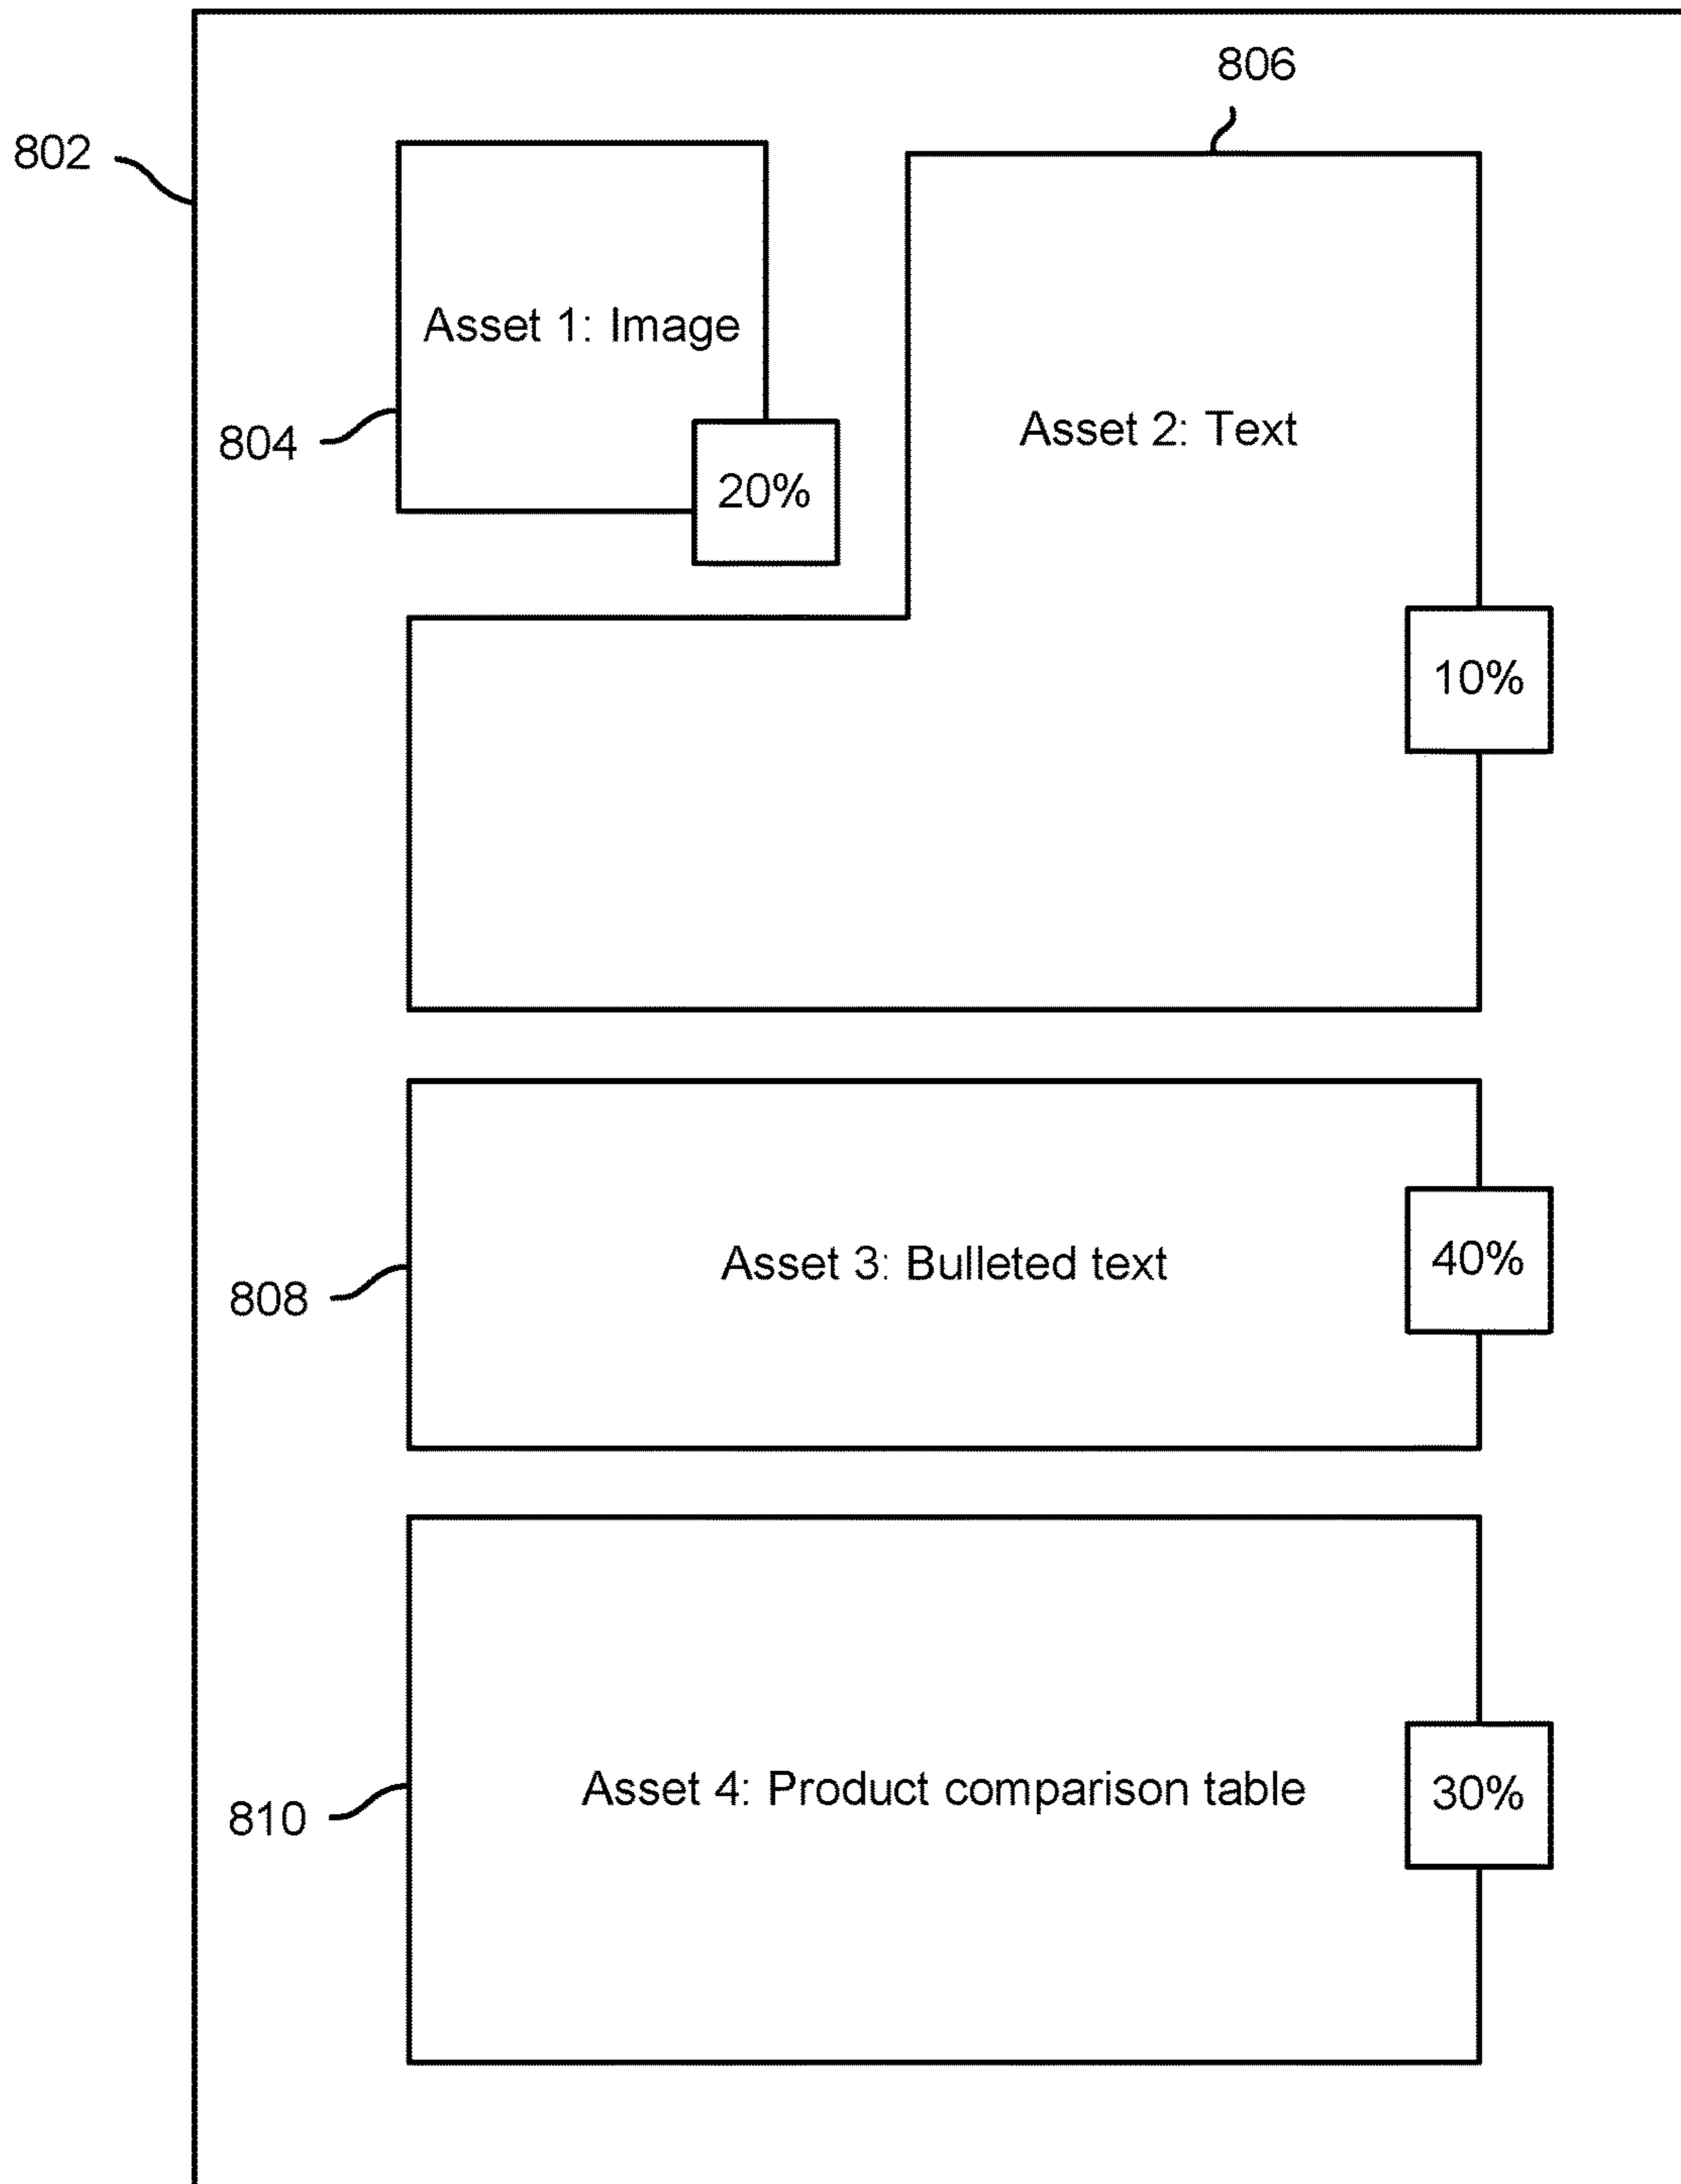 806
802
Asset 1: Image
804
20%
Asset 2: Text
10%
Asset 3: Bulleted text
808
40%
Asset 4: Product comparison table
810
30%